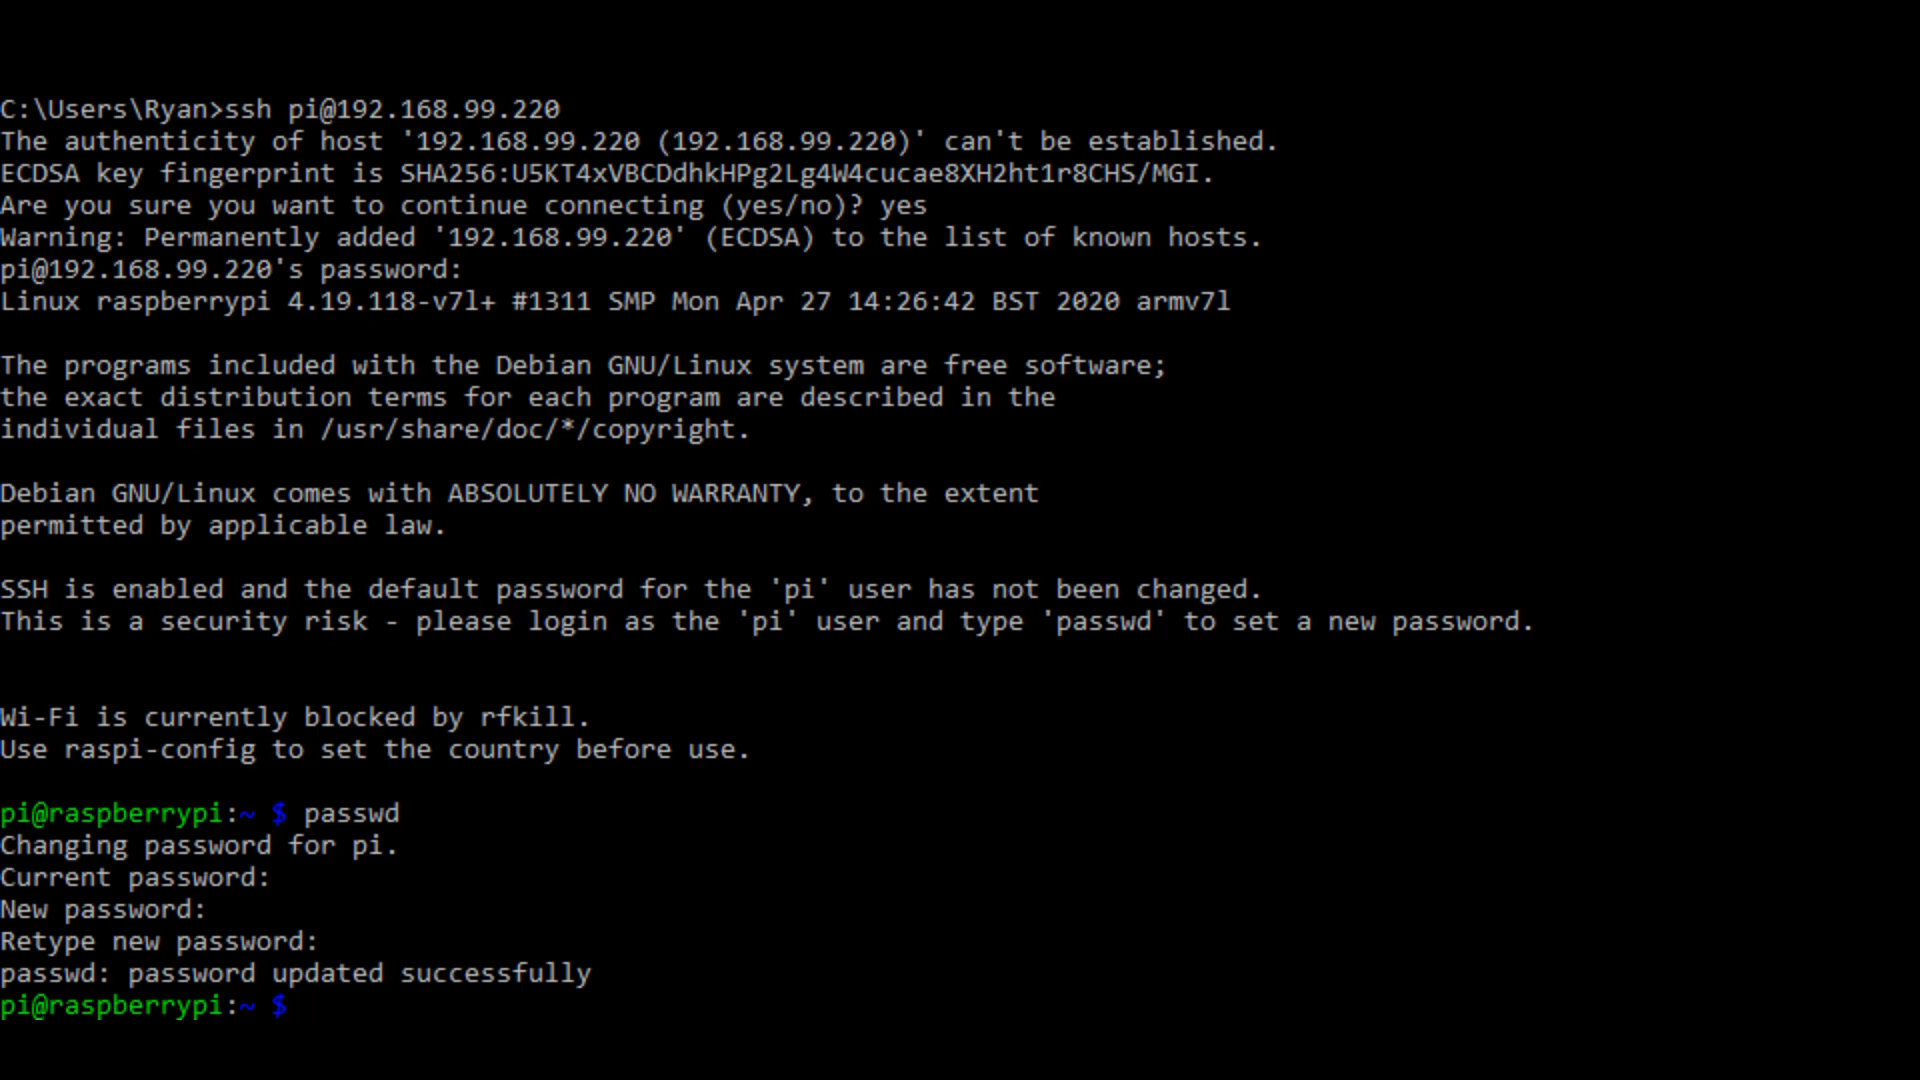 C:\Users\Ryan>ssh pi@192.168.99.220
The authenticity of host '192.168.99.220 (192.168.99.220)' can't be established.
ECDSA key fingerprint is SHA256:U5KT4xVBCDdhkHPg2Lg4W4cucae8XH2ht1r8CHS/MGI.
Are you sure you want to continue connecting (yes/no)? yes
Warning: Permanently added '192.168.99.220' (ECDSA) to the list of known hosts.
pi@192.168.99.220's password:
Linux raspberrypi 4.19.118-v7l+ #1311 SMP Mon Apr 27 14:26:42 BST 2020 armv7l
The programs included with the Debian GNU/Linux system are free software;
the exact distribution terms for each program are described in the
individual files in /usr/share/doc/*/copyright.
Debian GNU/Linux comes with ABSOLUTELY NO WARRANTY, to the extent
permitted by applicable law.
SSH is enabled and the default password for the 'pi' user has not been changed.
This is a security risk - please login as the 'pi' user and type 'passwd' to set a new password.
Wi-Fi is currently blocked by rfkill.
Use raspi-config to set the country before use.
pi@raspberrypi:~ $ passwd
Changing password for pi.
Current password:
New password:
Retype new password:
passwd: password updated successfully
pi@raspberrypi:~ $